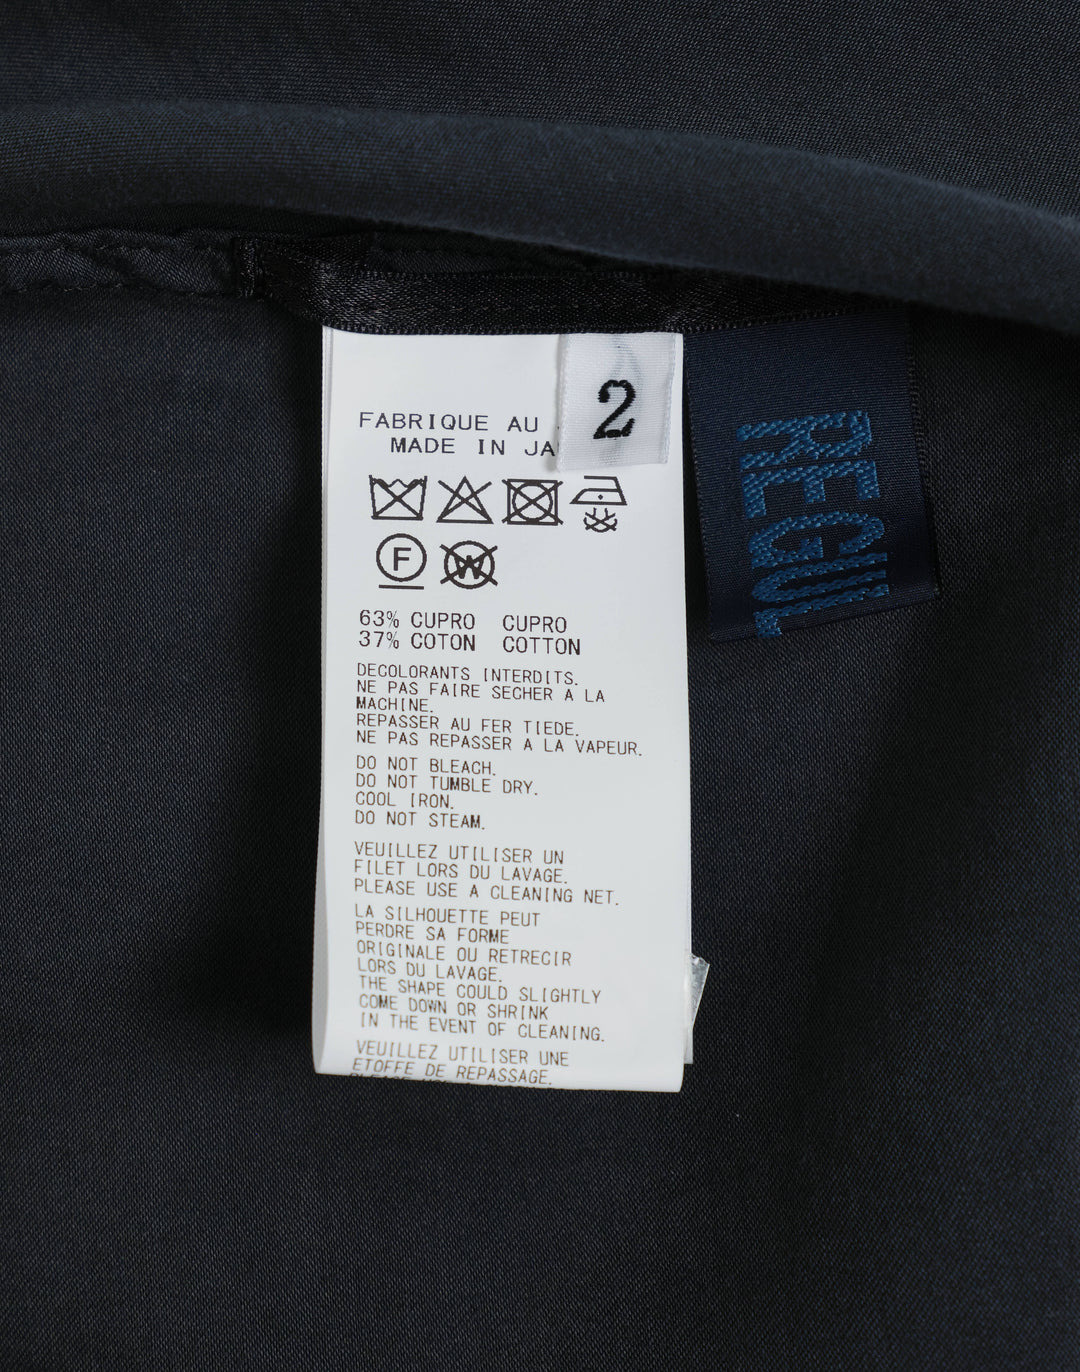 2
FABRIQUE AU
MADE IN JA
F
W
63% CUPRO CUPRO
37% COTON COTTON
DECOLORANTS INTERDITS.
NE PAS FAIRE SECHER A LA
MACHINE.
REPASSER AU FER TIEDE.
NE PAS REPASSER A LA VAPEUR.
DO NOT BLEACH.
DO NOT TUMBLE DRY.
COOL IRON.
DO NOT STEAM.
VEUILLEZ UTILISER UN
FILET LORS DU LAVAGE.
PLEASE USE A CLEANING NET.
LA SILHOUETTE PEUT
PERDRE SA FORME
ORIGINALE OU RETRECIR
LORS DU LAVAGE.
THE SHAPE COULD SLIGHTLY
COME DOWN OR SHRINK
IN THE EVENT OF CLEANING.
VEUILLEZ UTILISER UNE
ETOFFE DE REPASSAGE.
REGUL
REGUL